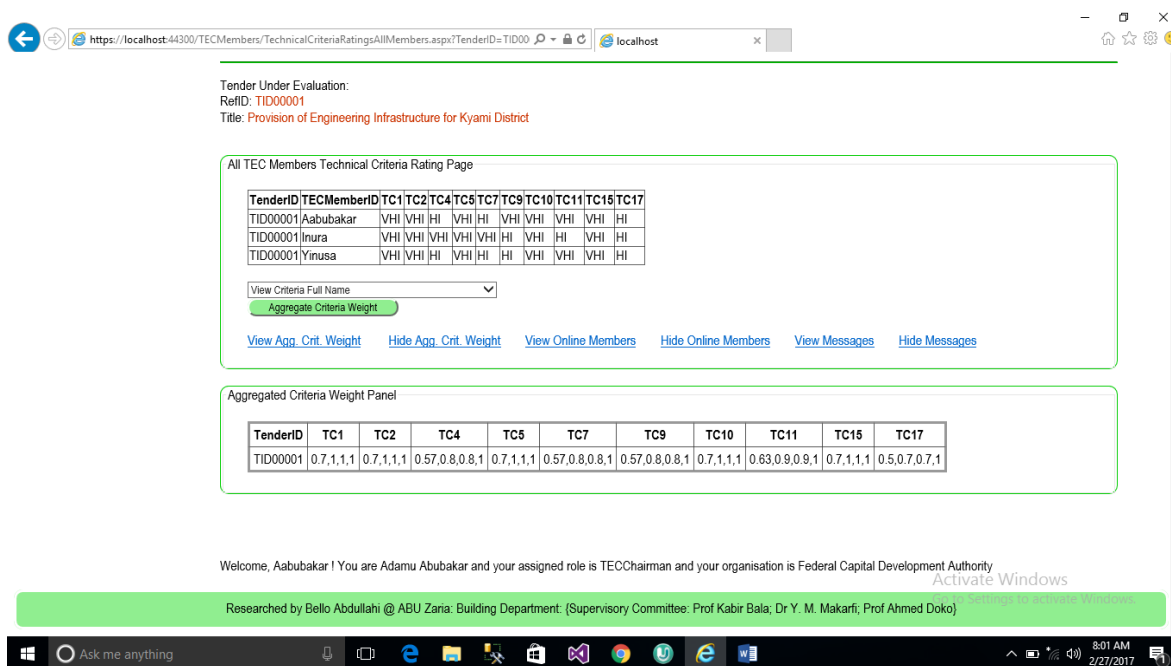 https://localhost:44300/TECMembers/TechnicalCriteriaRatingsAllMembers.aspx?TenderID=TID00 localhost
Tender Under Evaluation:
RefID: TID00001
Title: Provision of Engineering Infrastructure for Kyami District
All TEC Members Technical Criteria Rating Page
TenderID TECMemberID TC1 TC2 TC4 TC5 TC7 TC9 TC10 TC11 TC15 TC17
TID00001 Aabubakar VHI VHI HI VHI HI VHI VHI VHI VHI HI
TID00001 Inura VHI VHI VHI VHI VHI HI VHI HI VHI HI
TID00001 Yinusa VHI VHI HI VHI HI HI VHI VHI VHI HI
View Criteria Full Name
Aggregate Criteria Weight
View Agg. Crit. Weight Hide Agg. Crit. Weight View Online Members Hide Online Members View Messages Hide Messages
Aggregated Criteria Weight Panel
TenderID TC1 TC2 TC4 TC5 TC7 TC9 TC10 TC11 TC15 TC17
TID00001 0.7,1,1,1 0.7,1,1,1 0.57,0.8,0.8,1 0.7,1,1,1 0.57,0.8,0.8,1 0.57,0.8,0.8,1 0.7,1,1,1 0.63,0.9,0.9,1 0.7,1,1,1 0.5,0.7,0.7,1
Welcome, Aabubakar ! You are Adamu Abubakar and your assigned role is TECChairman and your organisation is Federal Capital Development Authority
Activate Windows
Go to Settings to activate Windows.
Researched by Bello Abdullahi @ ABU Zaria: Building Department: {Supervisory Committee: Prof Kabir Bala; Dr Y. M. Makarfi; Prof Ahmed Doko}
Ask me anything
8:01 AM
2/27/2017